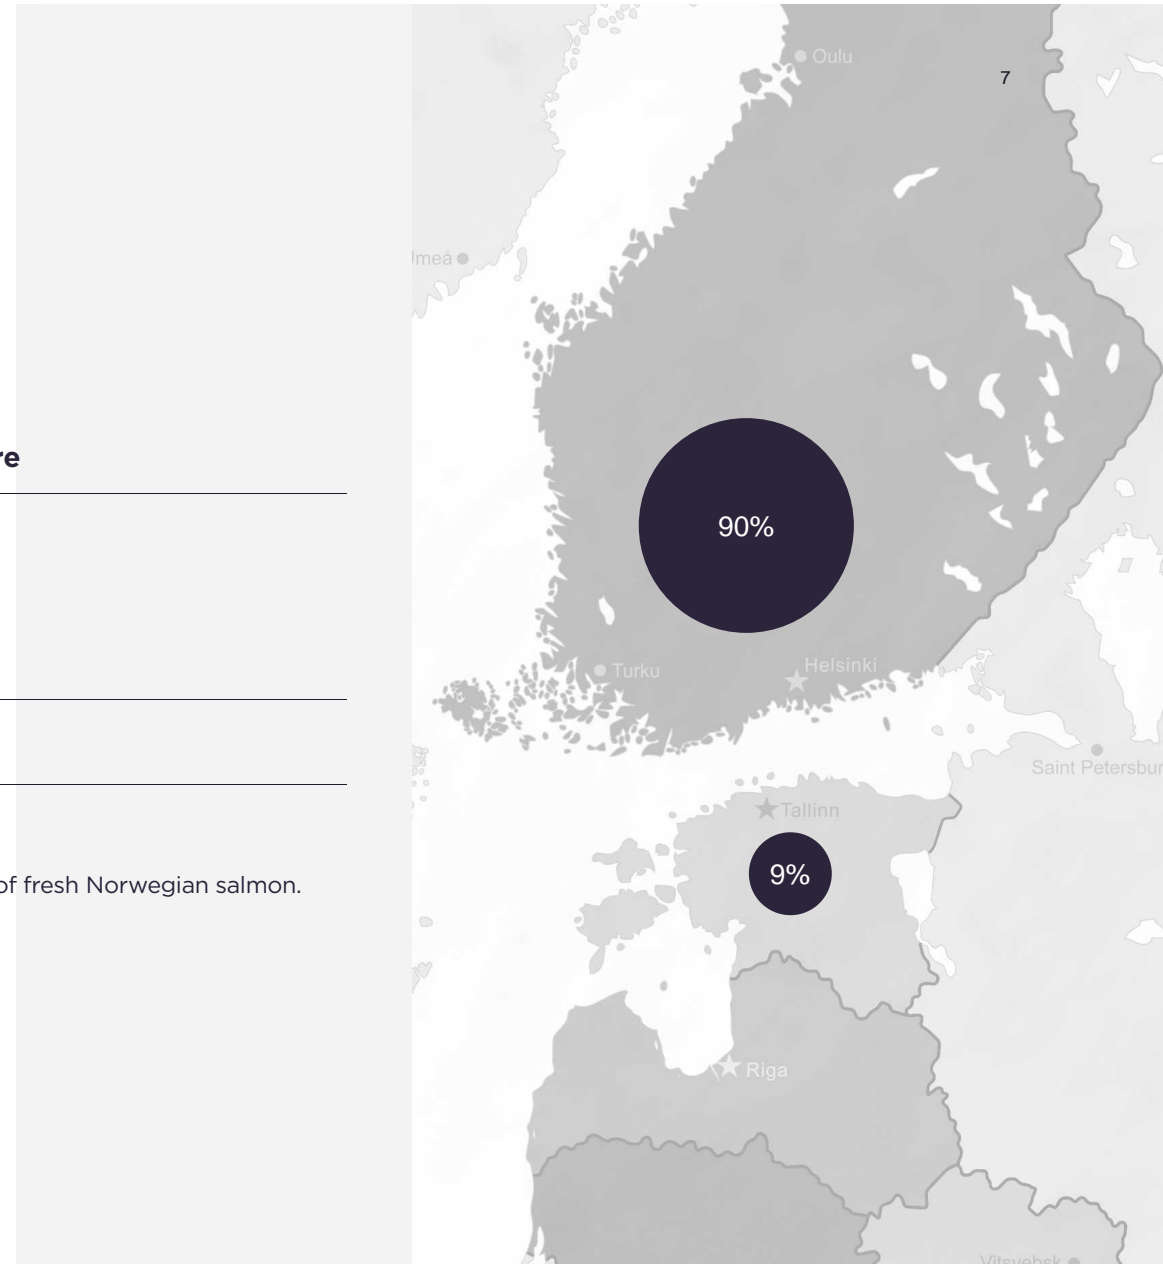 7
Oulu
Umeå
re
90%
Turku
Helsinki
Saint Petersbur
Tallinn
9%
of fresh Norwegian salmon.
Riga
Vitsyebsk